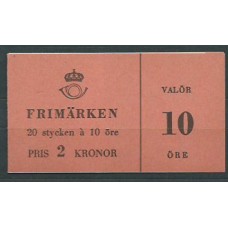 FRIMÄRKEN
20 stycken à 10 öre
PRIS 2 KRONOR
VALÖR
10
ÖRE